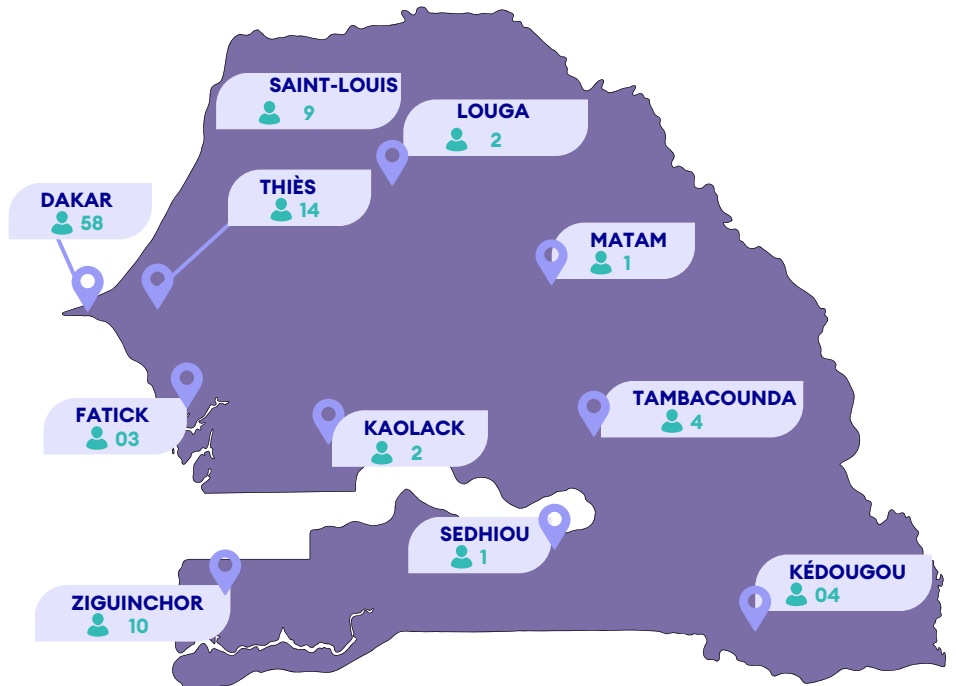 SAINT-LOUIS
9
LOUGA
2
THIÈS
14
DAKAR
58
MATAM
1
TAMBACOUNDA
4
FATICK
03
KAOLACK
2
SEDHIOU
1
KÉDOUGOU
04
ZIGUINCHOR
10